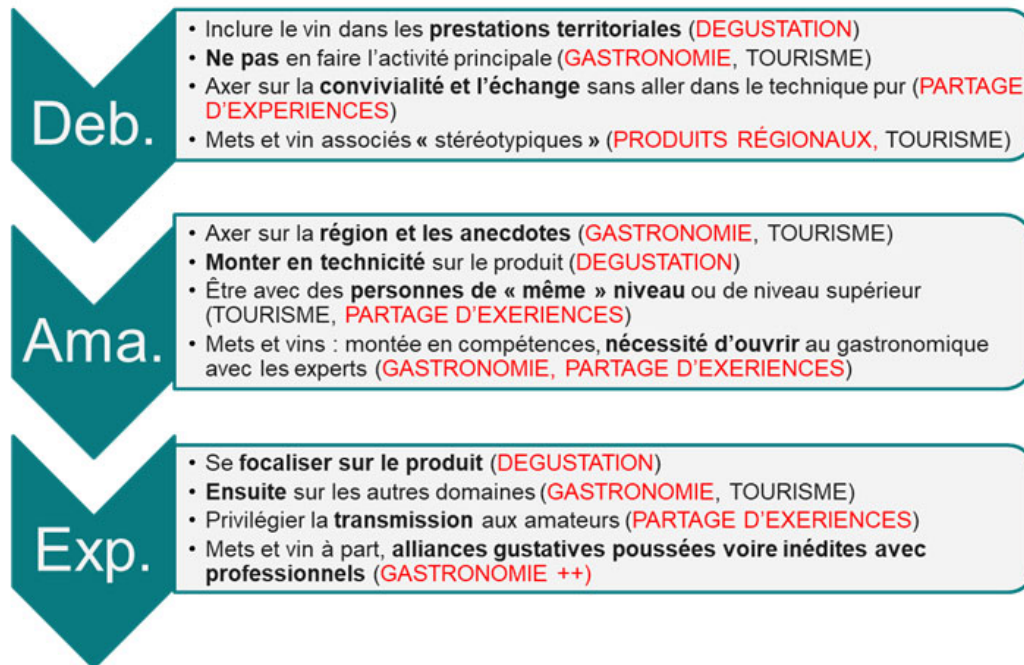 Deb.
• Inclure le vin dans les prestations territoriales (DEGUSTATION)
• Ne pas en faire l'activité principale (GASTRONOMIE, TOURISME)
• Axer sur la convivialité et l'échange sans aller dans le technique pur (PARTAGE
D'EXPERIENCES)
• Mets et vin associés « stéréotypiques » (PRODUITS RÉGIONAUX, TOURISME)
Ama.
• Axer sur la région et les anecdotes (GASTRONOMIE, TOURISME)
• Monter en technicité sur le produit (DEGUSTATION)
• Être avec des personnes de « même » niveau ou de niveau supérieur
(TOURISME, PARTAGE D'EXERIENCES)
• Mets et vins : montée en compétences, nécessité d'ouvrir au gastronomique
avec les experts (GASTRONOMIE, PARTAGE D'EXERIENCES)
Exp.
• Se focaliser sur le produit (DEGUSTATION)
• Ensuite sur les autres domaines (GASTRONOMIE, TOURISME)
• Privilégier la transmission aux amateurs (PARTAGE D'EXERIENCES)
• Mets et vin à part, alliances gustatives poussées voire inédites avec
professionnels (GASTRONOMIE ++)